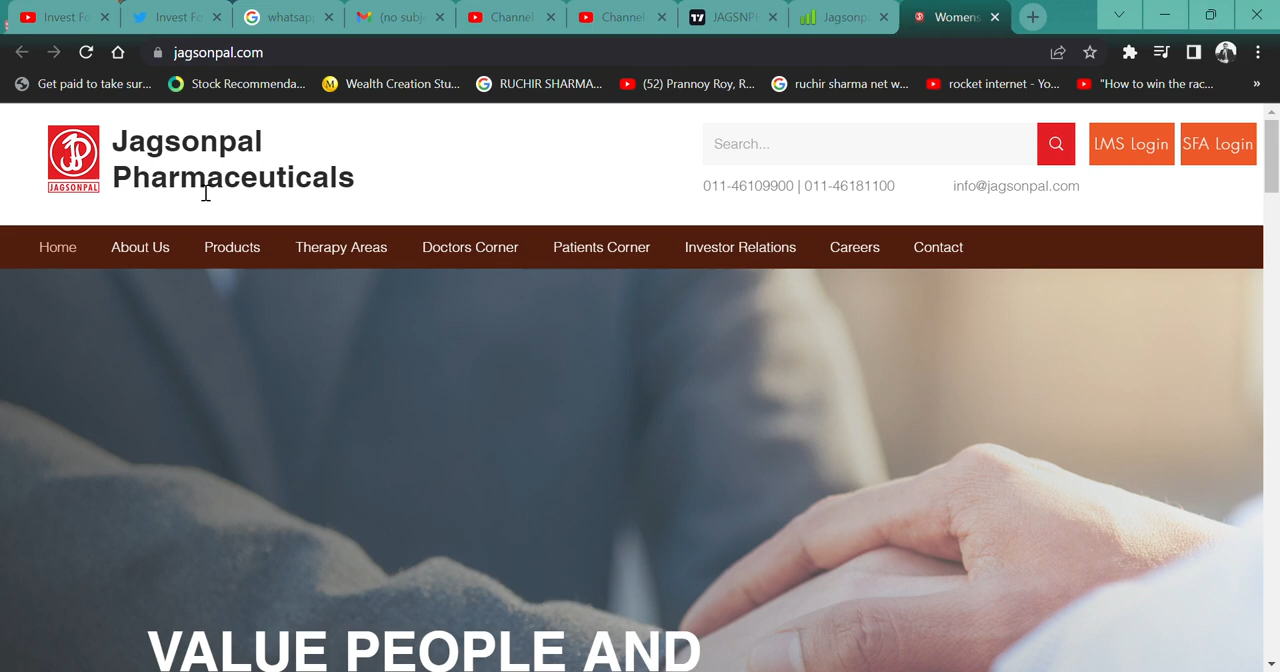 Invest Fo
Invest Fo
whatsapp
(no subj
Channel
Channel
JAGSNPH
Jagsonpa
Womens
jagsonpal.com
Get paid to take sur...
Stock Recommenda...
Wealth Creation Stu...
RUCHIR SHARMA...
(52) Prannoy Roy, R...
ruchir sharma net w...
rocket internet - Yo...
"How to win the rac...
»
Jagsonpal
Pharmaceuticals
JAGSONPAL
Search...
LMS Login
SFA Login
011-46109900 | 011-46181100
info@jagsonpal.com
Home
About Us
Products
Therapy Areas
Doctors Corner
Patients Corner
Investor Relations
Careers
Contact
VALUE PEOPLE AND